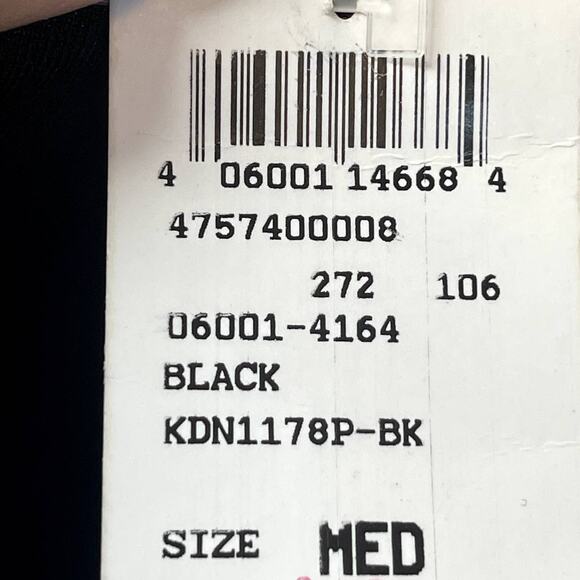 4 06001 14668 4
4757400008
272 106
06001-4164
BLACK
KDN1178P-BK
SIZE MED